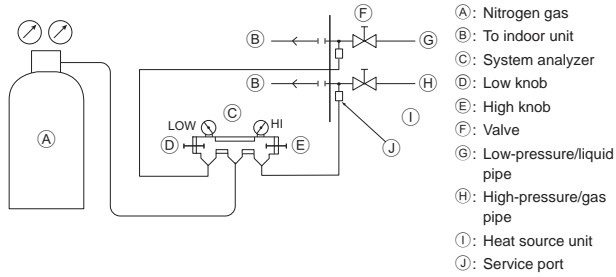 Ⓐ: Nitrogen gas
Ⓑ: To indoor unit
Ⓒ: System analyzer
Ⓓ: Low knob
Ⓔ: High knob
Ⓕ: Valve
Ⓖ: Low-pressure/liquid
pipe
Ⓗ: High-pressure/gas
pipe
Ⓘ: Heat source unit
Ⓙ: Service port
Ⓕ
Ⓑ Ⓖ
Ⓑ Ⓗ
Ⓒ Ⓘ
LOW HI
Ⓐ Ⓓ Ⓔ Ⓙ